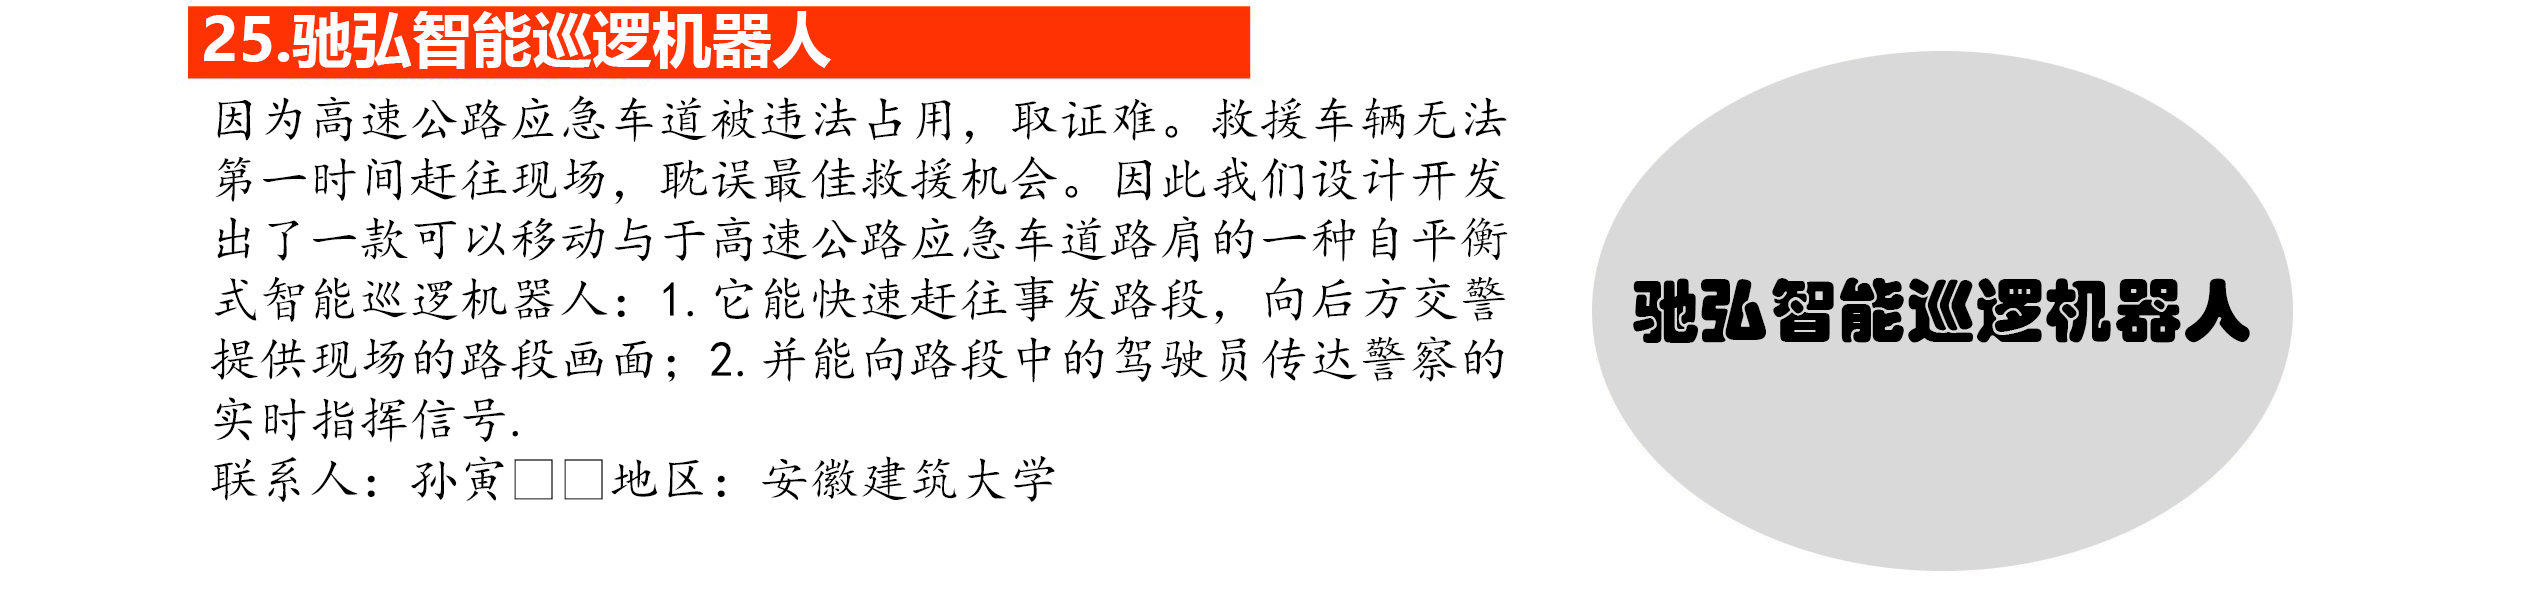 25.驰弘智能巡逻机器人
因为高速公路应急车道被违法占用，取证难。救援车辆无法
第一时间赶往现场，耽误最佳救援机会。因此我们设计开发
出了一款可以移动与于高速公路应急车道路肩的一种自平衡
式智能巡逻机器人：1.它能快速赶往事发路段，向后方交警
提供现场的路段画面；2.并能向路段中的驾驶员传达警察的
实时指挥信号.
联系人：孙寅□□地区：安徽建筑大学
驰弘智能巡逻机器人